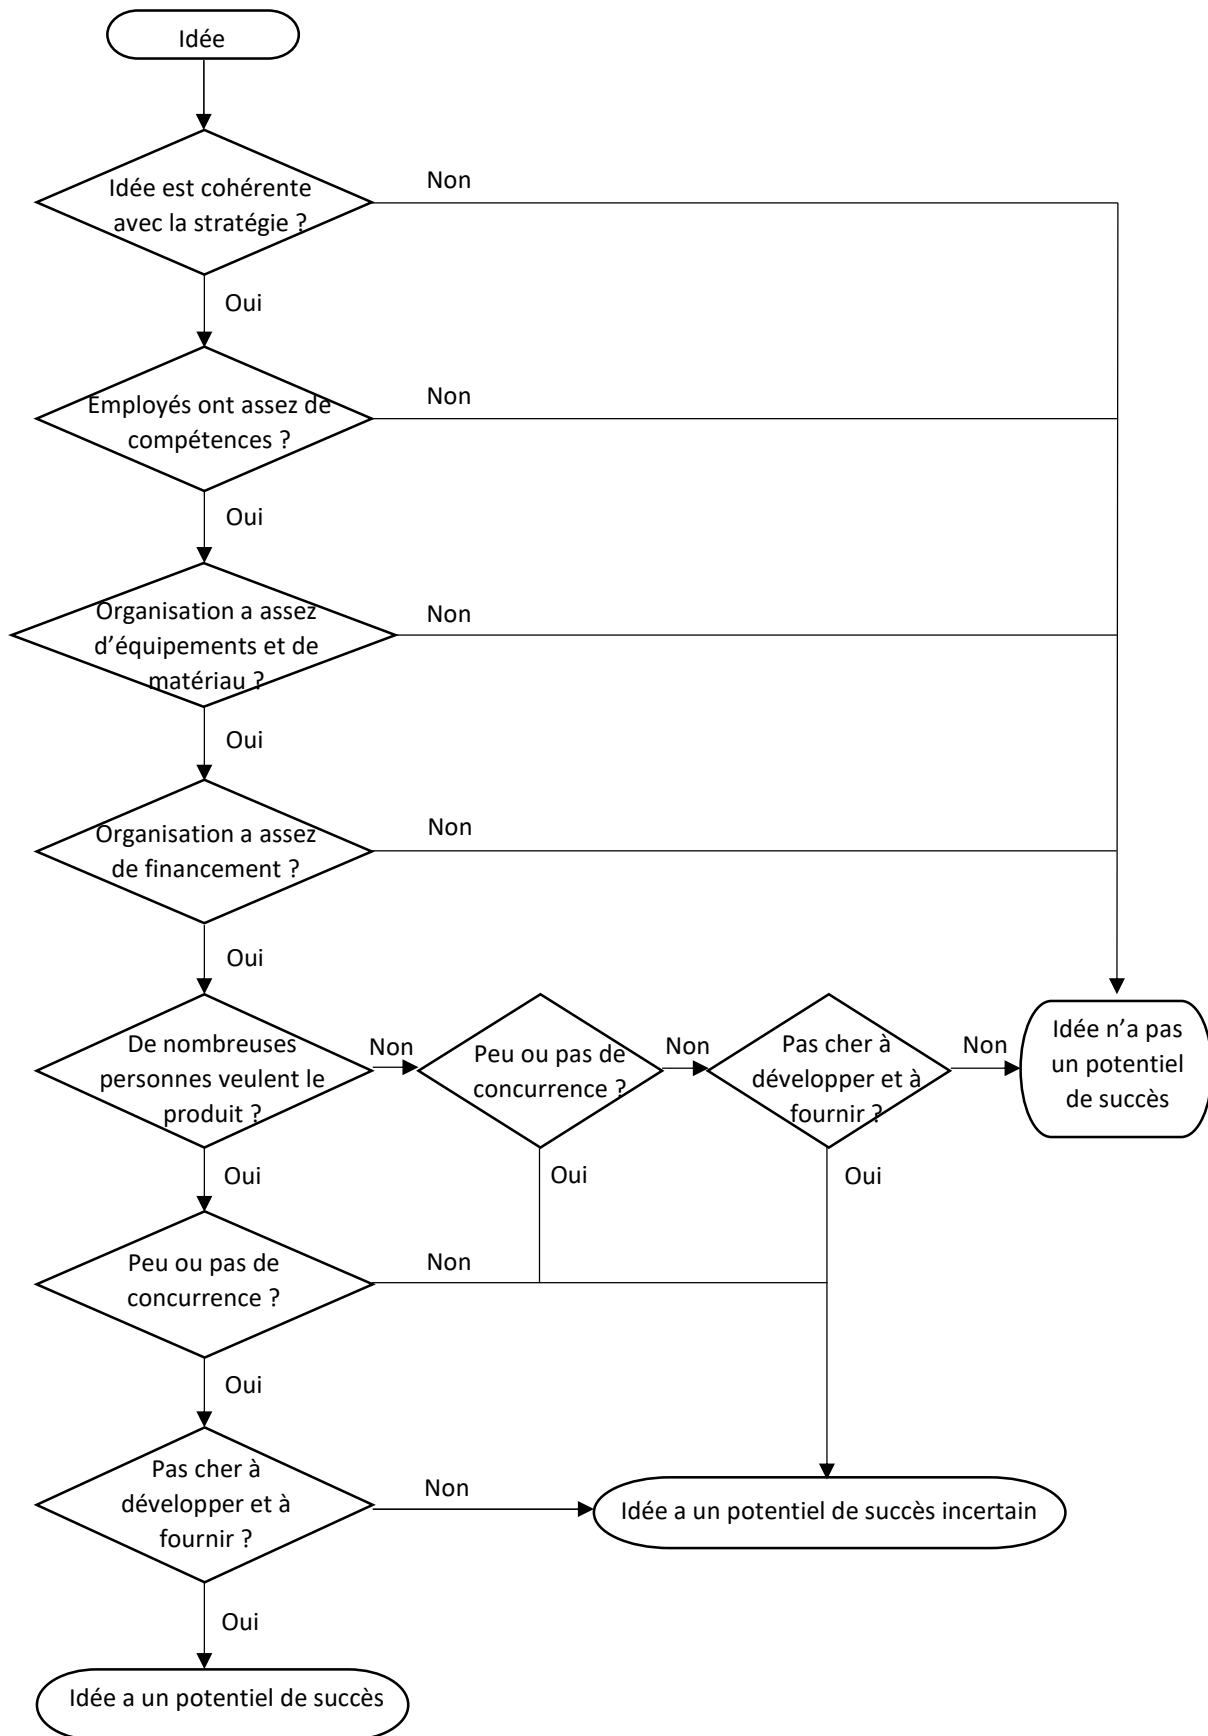 Idée
Idée est cohérente
avec la stratégie ?
Non
Oui
Employés ont assez de
compétences ?
Non
Oui
Organisation a assez
d’équipements et de
matériau ?
Non
Oui
Organisation a assez
de financement ?
Non
Oui
De nombreuses
personnes veulent le
produit ?
Non
Peu ou pas de
concurrence ?
Non
Pas cher à
développer et à
fournir ?
Non
Idée n’a pas
un potentiel
de succès
Oui
Oui
Oui
Peu ou pas de
concurrence ?
Non
Oui
Pas cher à
développer et à
fournir ?
Non
Idée a un potentiel de succès incertain
Oui
Idée a un potentiel de succès